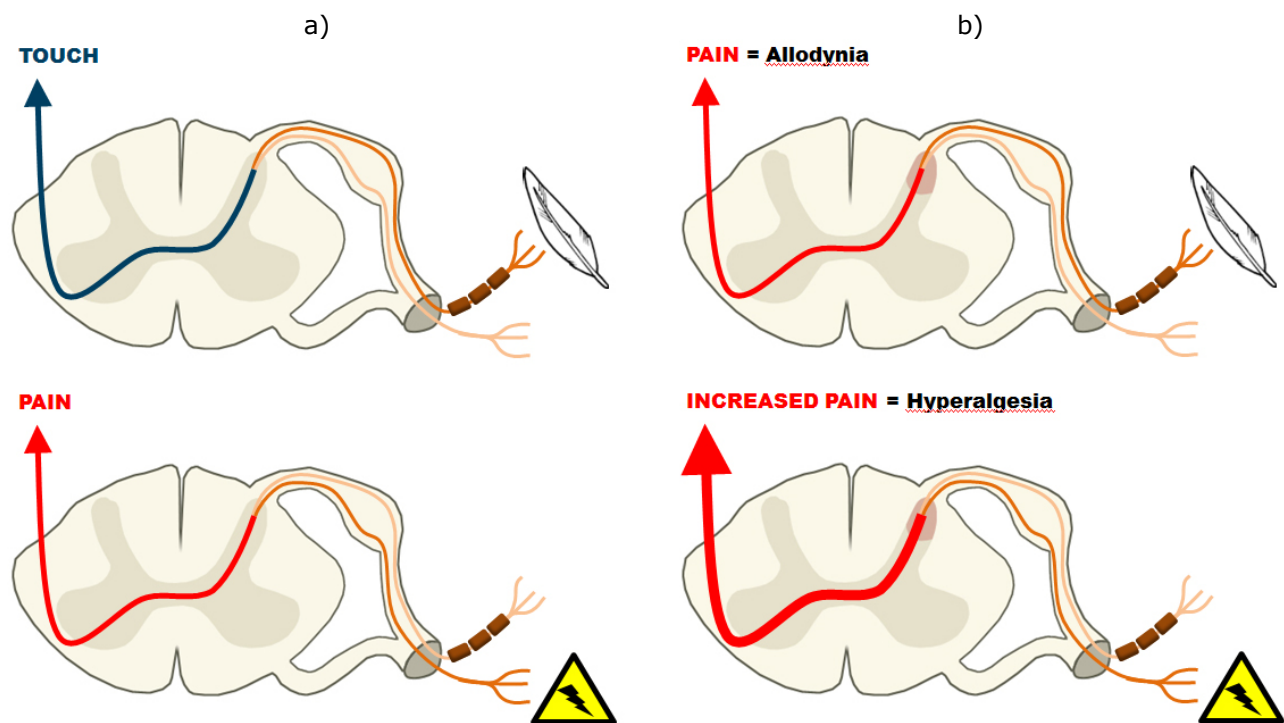 a)
b)
TOUCH
PAIN = Allodynia
PAIN
INCREASED PAIN = Hyperalgesia